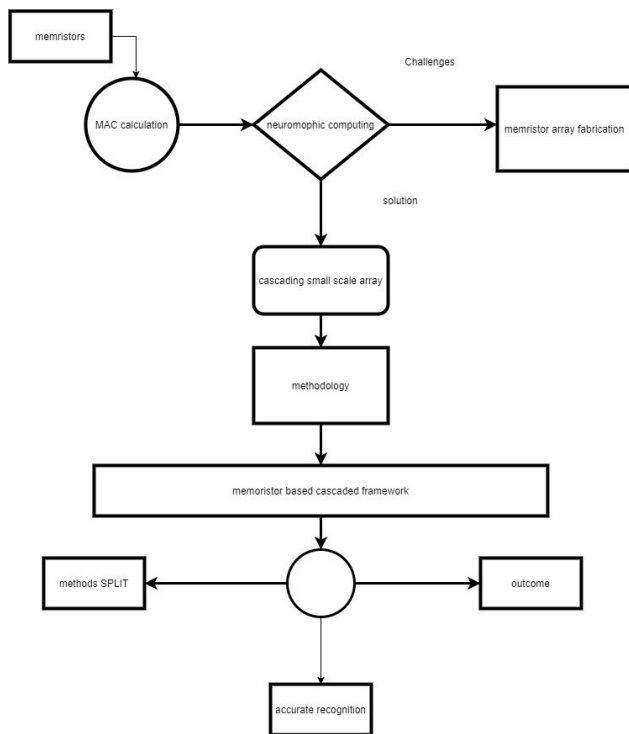 memristors
Challenges
MAC calculation
neuromophic computing
memristor array fabrication
solution
cascading small scale array
methodology
memoristor based cascaded framework
methods SPLIT
outcome
accurate recognition